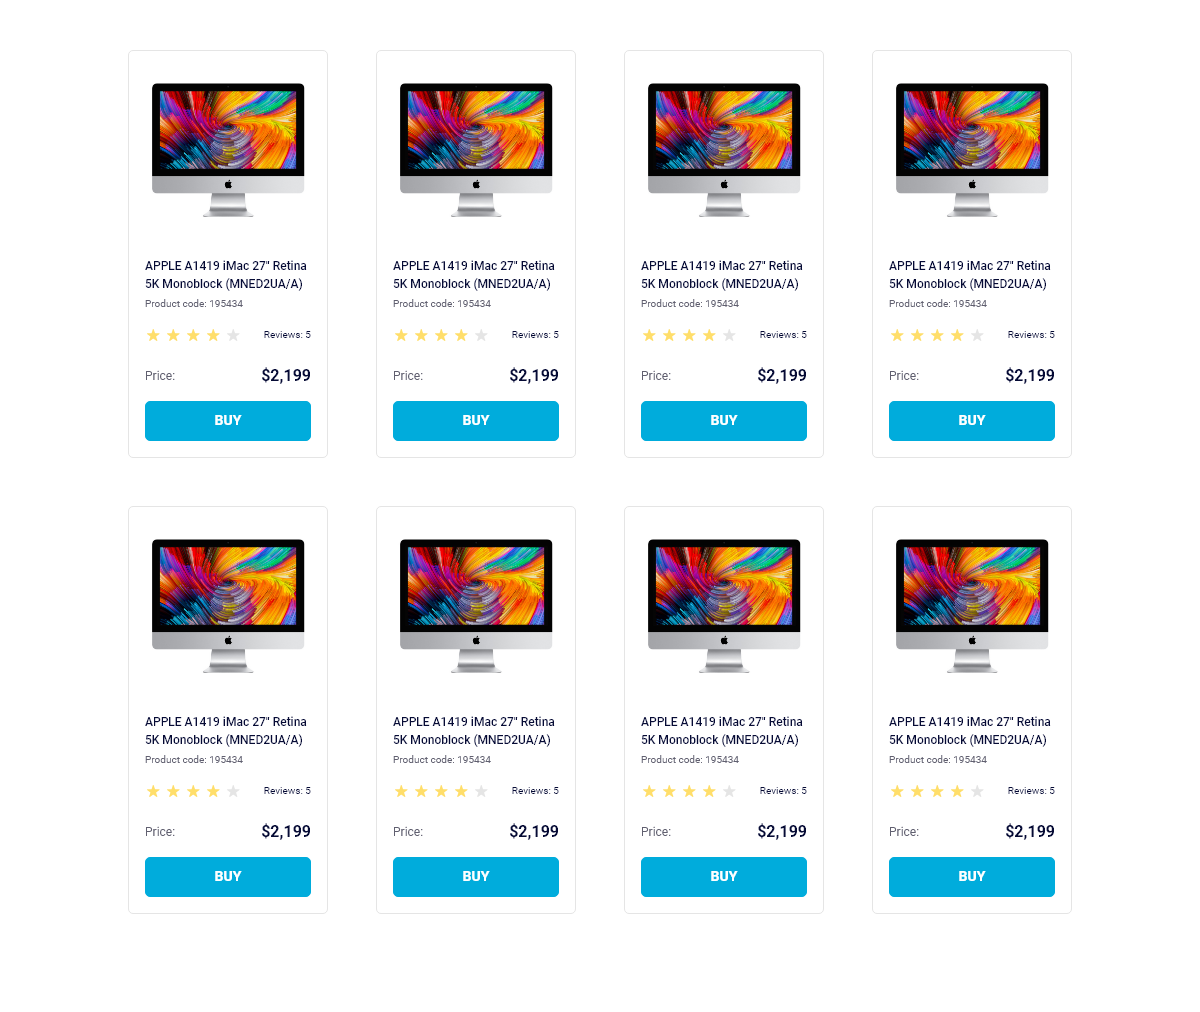 APPLE A1419 iMac 27" Retina
5K Monoblock (MNED2UA/A)
Product code: 195434
Reviews: 5
Price: $2,199
BUY
APPLE A1419 iMac 27" Retina
5K Monoblock (MNED2UA/A)
Product code: 195434
Reviews: 5
Price: $2,199
BUY
APPLE A1419 iMac 27" Retina
5K Monoblock (MNED2UA/A)
Product code: 195434
Reviews: 5
Price: $2,199
BUY
APPLE A1419 iMac 27" Retina
5K Monoblock (MNED2UA/A)
Product code: 195434
Reviews: 5
Price: $2,199
BUY
APPLE A1419 iMac 27" Retina
5K Monoblock (MNED2UA/A)
Product code: 195434
Reviews: 5
Price: $2,199
BUY
APPLE A1419 iMac 27" Retina
5K Monoblock (MNED2UA/A)
Product code: 195434
Reviews: 5
Price: $2,199
BUY
APPLE A1419 iMac 27" Retina
5K Monoblock (MNED2UA/A)
Product code: 195434
Reviews: 5
Price: $2,199
BUY
APPLE A1419 iMac 27" Retina
5K Monoblock (MNED2UA/A)
Product code: 195434
Reviews: 5
Price: $2,199
BUY